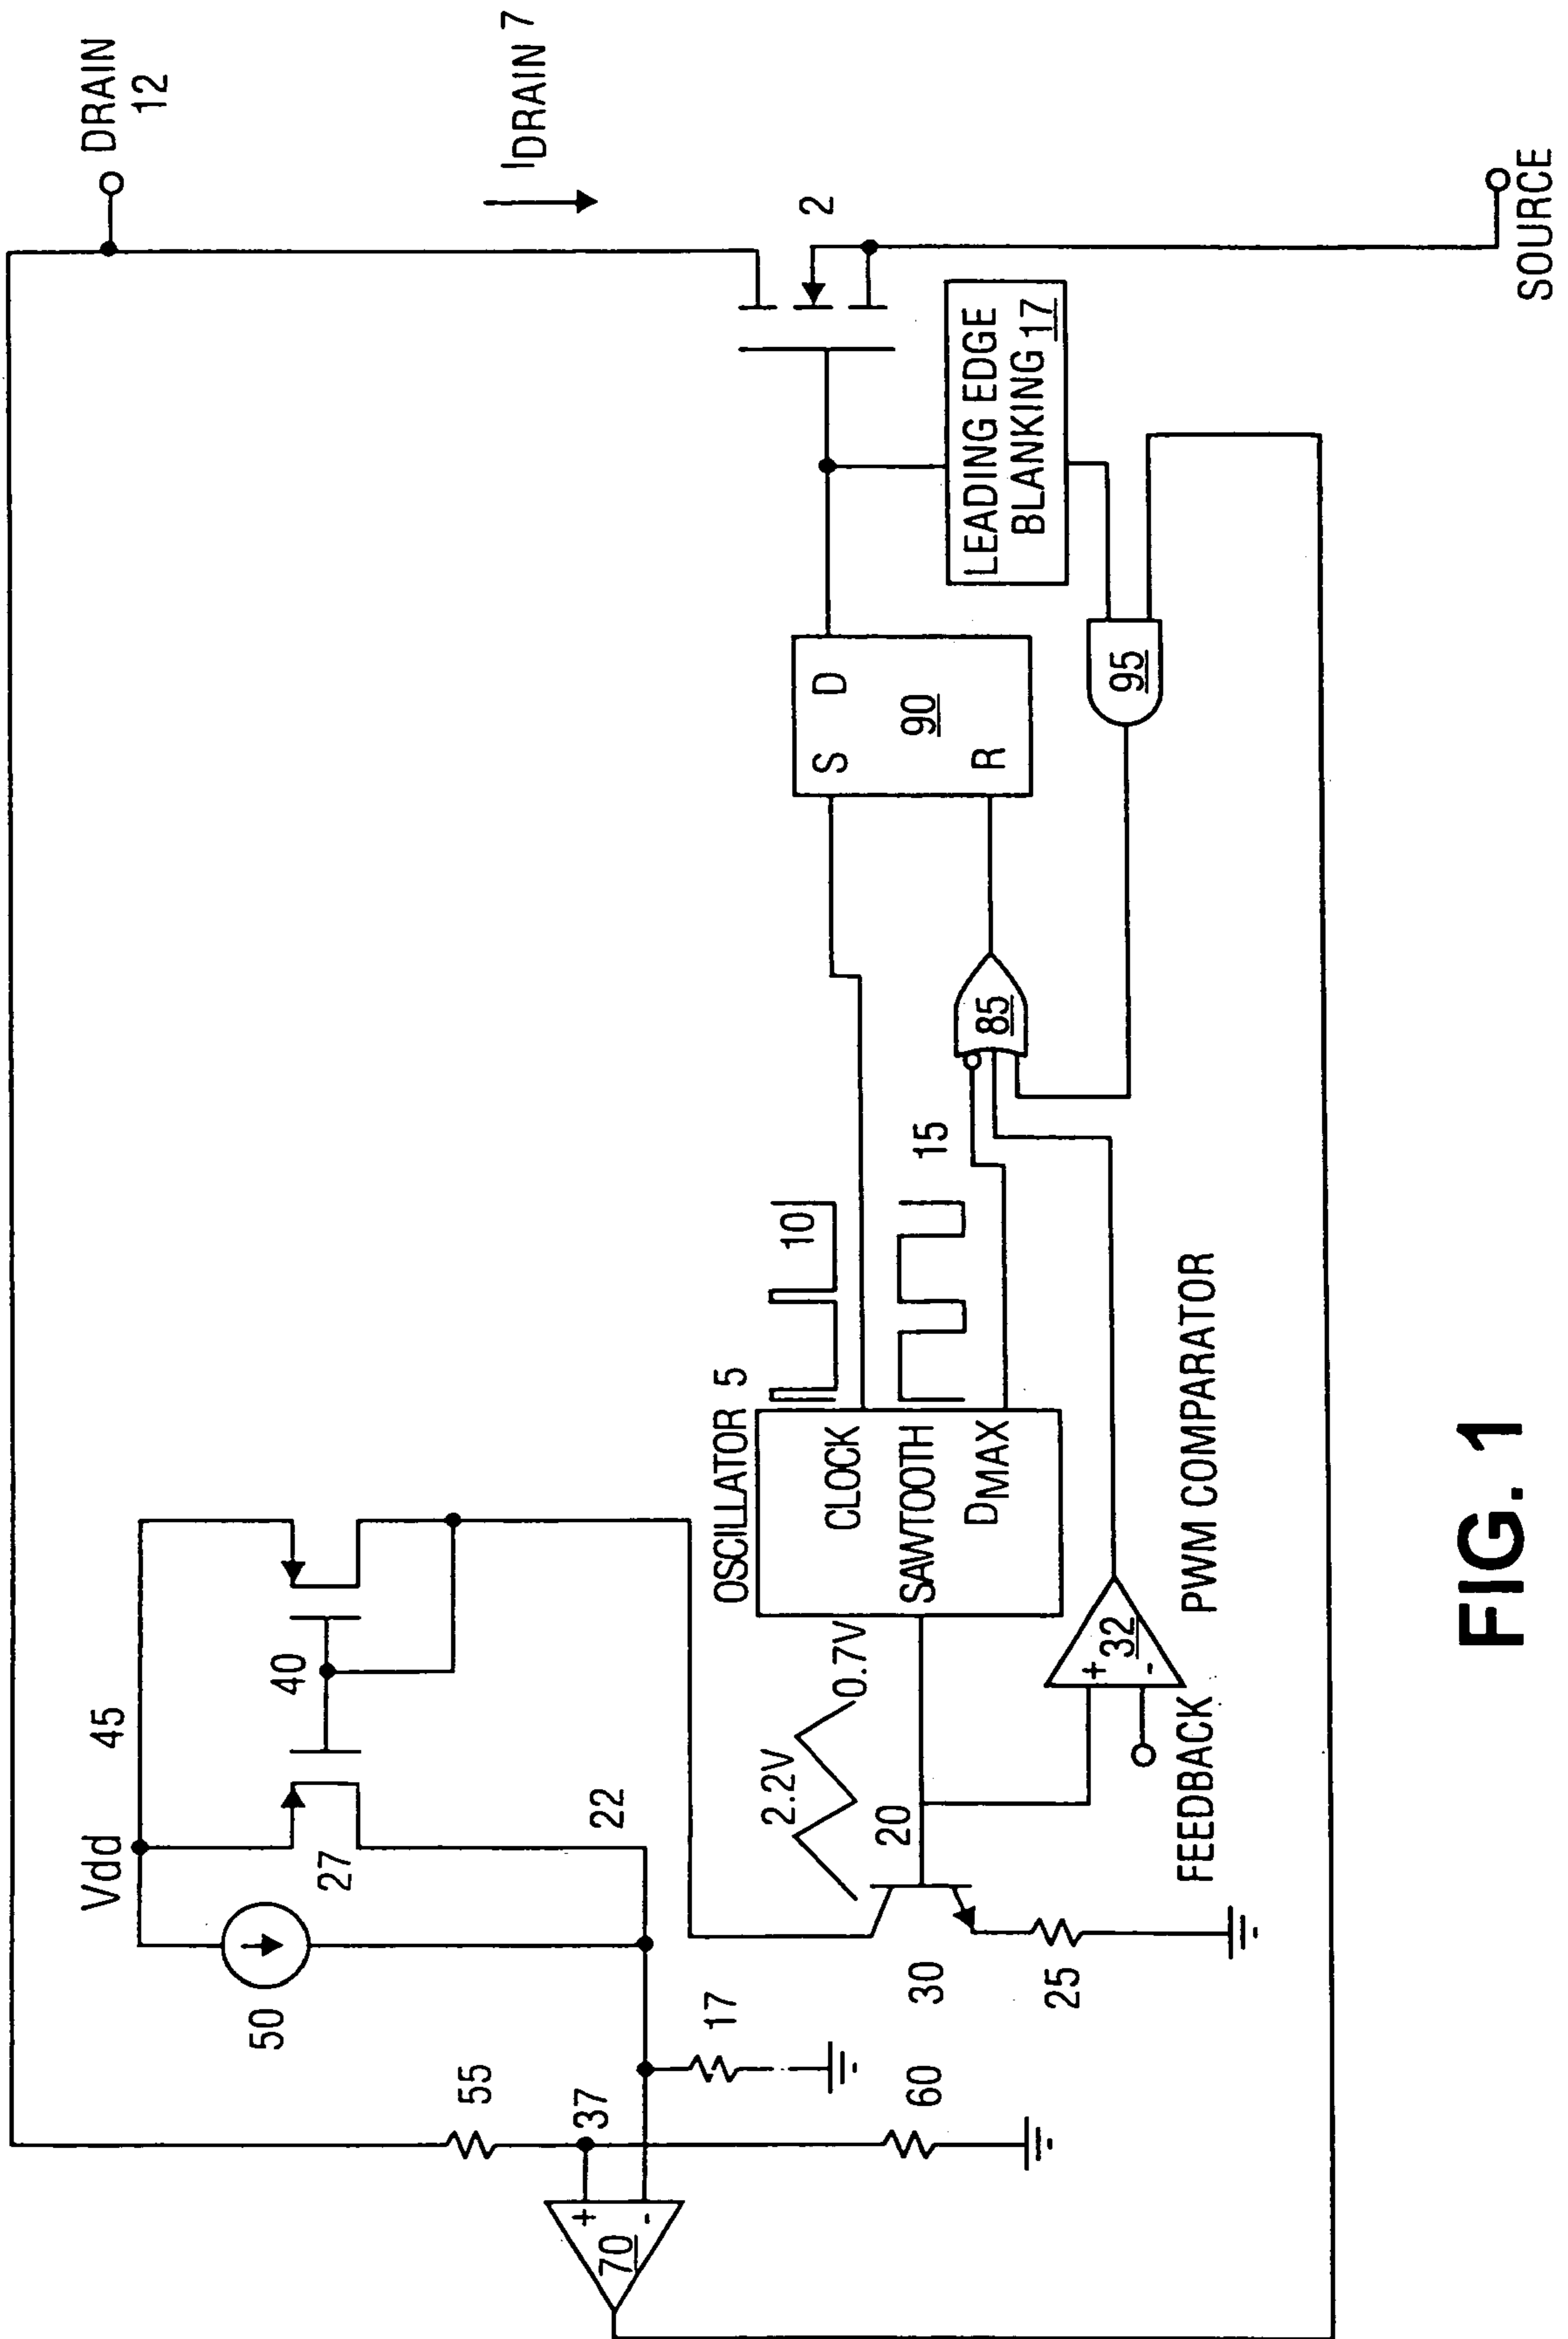 DRAIN
12
IDRAIN 7
2
SOURCE
LEADING EDGE
BLANKING 17
S
D
90
R
95
85
Vdd
45
50
27
40
22
55
37
17
60
+
-
70
OSCILLATOR 5
CLOCK
SAWTOOTH
DMAX
10
15
2.2V
0.7V
20
30
25
+
-
32
FEEDBACK
PWM COMPARATOR
FIG. 1